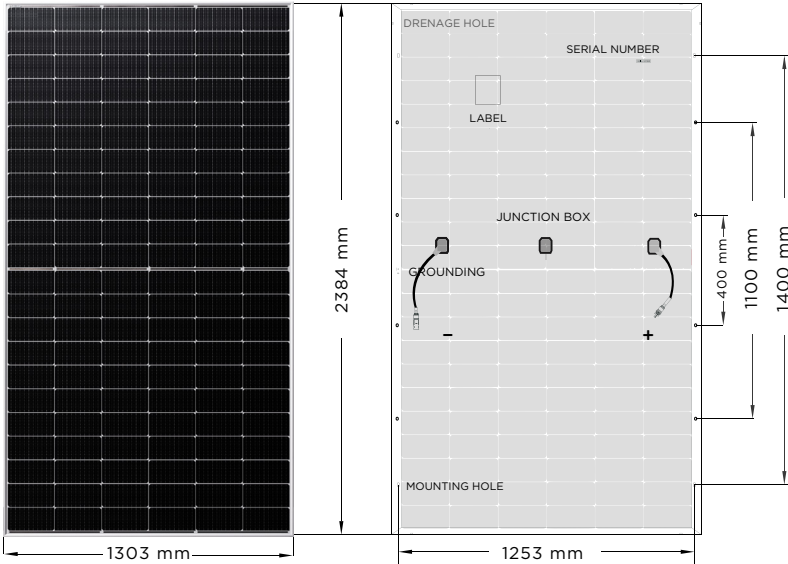 DRENAGE HOLE
SERIAL NUMBER
LABEL
JUNCTION BOX
GROUNDING
2384 mm
400 mm
1100 mm
1400 mm
–
+
MOUNTING HOLE
1303 mm
1253 mm